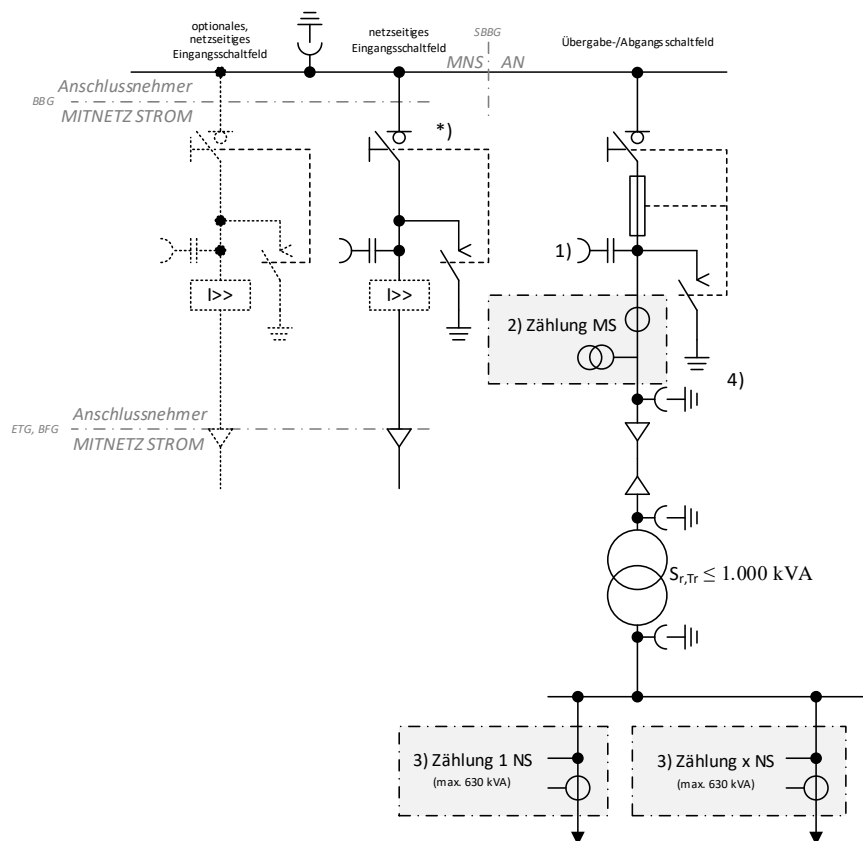 optionales,
netzseitiges
Eingangsschaltfeld
netzseitiges
Eingangsschaltfeld
SBBG
MNS
AN
Übergabe-/Abgangsschaltfeld
Anschlussnehmer
BBG
MITNETZ STROM
*)
1)
I>>
I>>
2) Zählung MS
4)
Anschlussnehmer
ETG, BFG
MITNETZ STROM
Sr,Tr ≤ 1.000 kVA
3) Zählung 1 NS
(max. 630 kVA)
3) Zählung x NS
(max. 630 kVA)